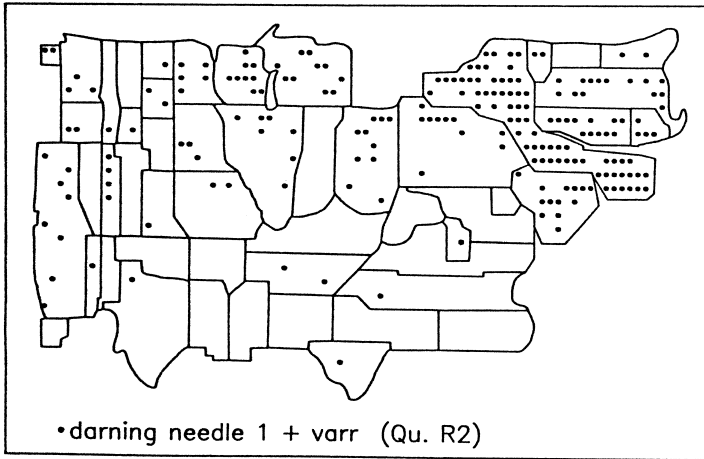 •darning needle 1 + varr (Qu. R2)